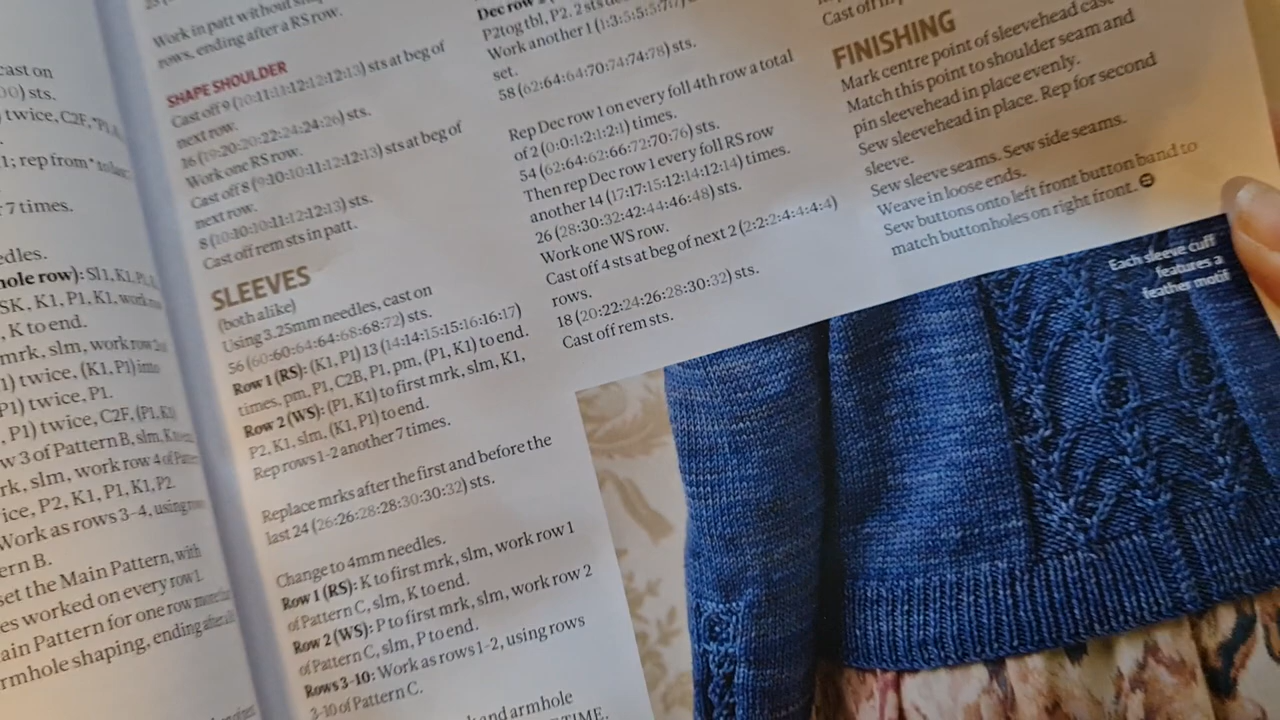 cast on
00) sts.
) twice, C2F, *P1,
1; rep from * to
r 7 times.
edles.
hole row): Sl1, K1, P1,
SK, K1, P1, K1, work
, K to end.
mrk, slm, work row
1) twice, (K1, P1) into
P1) twice, P1.
, P1) twice, C2F, (P1, K1)
w 3 of Pattern B, slm, K
rk, slm, work row 4 of
ice, P2, K1, P1, K1, P2
Work as rows 3-4, using
ern B.
set the Main Pattern, with
es worked on every row 1.
ain Pattern for one row
rmhole shaping, ending
Work in patt without
rows, ending after a RS row.
SHAPE SHOULDER
Cast off 9 (10:11:11:12:12:12:13) sts at beg of
next row.
16 (19:20:20:22:24:24:26) sts.
Work one RS row.
Cast off 8 (9:10:10:11:12:12:13) sts at beg of
next row.
8 (10:10:10:11:12:12:13) sts.
Cast off rem sts in patt.
SLEEVES
(both alike)
Using 3.25mm needles, cast on
56 (60:60:64:64:68:68:72) sts.
Row 1 (RS): (K1, P1) 13 (14:14:15:15:16:16:17)
times, pm, P1, C2B, P1, pm, (P1, K1) to end.
Row 2 (WS): (P1, K1) to first mrk, slm, K1,
P2, K1, slm, (K1, P1) to end.
Rep rows 1-2 another 7 times.
Replace mrks after the first and before the
last 24 (26:26:28:28:30:30:32) sts.
Change to 4mm needles.
Row 1 (RS): K to first mrk, slm, work row 1
of Pattern C, slm, K to end.
Row 2 (WS): P to first mrk, slm, work row 2
of Pattern C, slm, P to end.
Rows 3-10: Work as rows 1-2, using rows
3-10 of Pattern C.
and armhole
TIME.
Dec row
P2tog tbl, P2. 2 sts
Work another 1 (1:3:5:5:5:7:7)
set.
58 (62:64:64:70:74:74:78) sts.
Rep Dec row 1 on every foll 4th row a total
of 2 (0:0:1:2:1:2:1) times.
54 (62:64:62:66:72:70:76) sts.
Then rep Dec row 1 every foll RS row
another 14 (17:17:15:12:14:12:14) times.
26 (28:30:32:42:44:46:48) sts.
Work one WS row.
Cast off 4 sts at beg of next 2 (2:2:2:4:4:4:4)
rows.
18 (20:22:24:26:28:30:32) sts.
Cast off rem sts.
Cast off
FINISHING
Mark centre point of sleevehead cast
Match this point to shoulder seam and
pin sleevehead in place evenly.
Sew sleevehead in place. Rep for second
sleeve.
Sew sleeve seams. Sew side seams.
Weave in loose ends.
Sew buttons onto left front button band to
match buttonholes on right front.
Each sleeve cuff
features a
feather motif